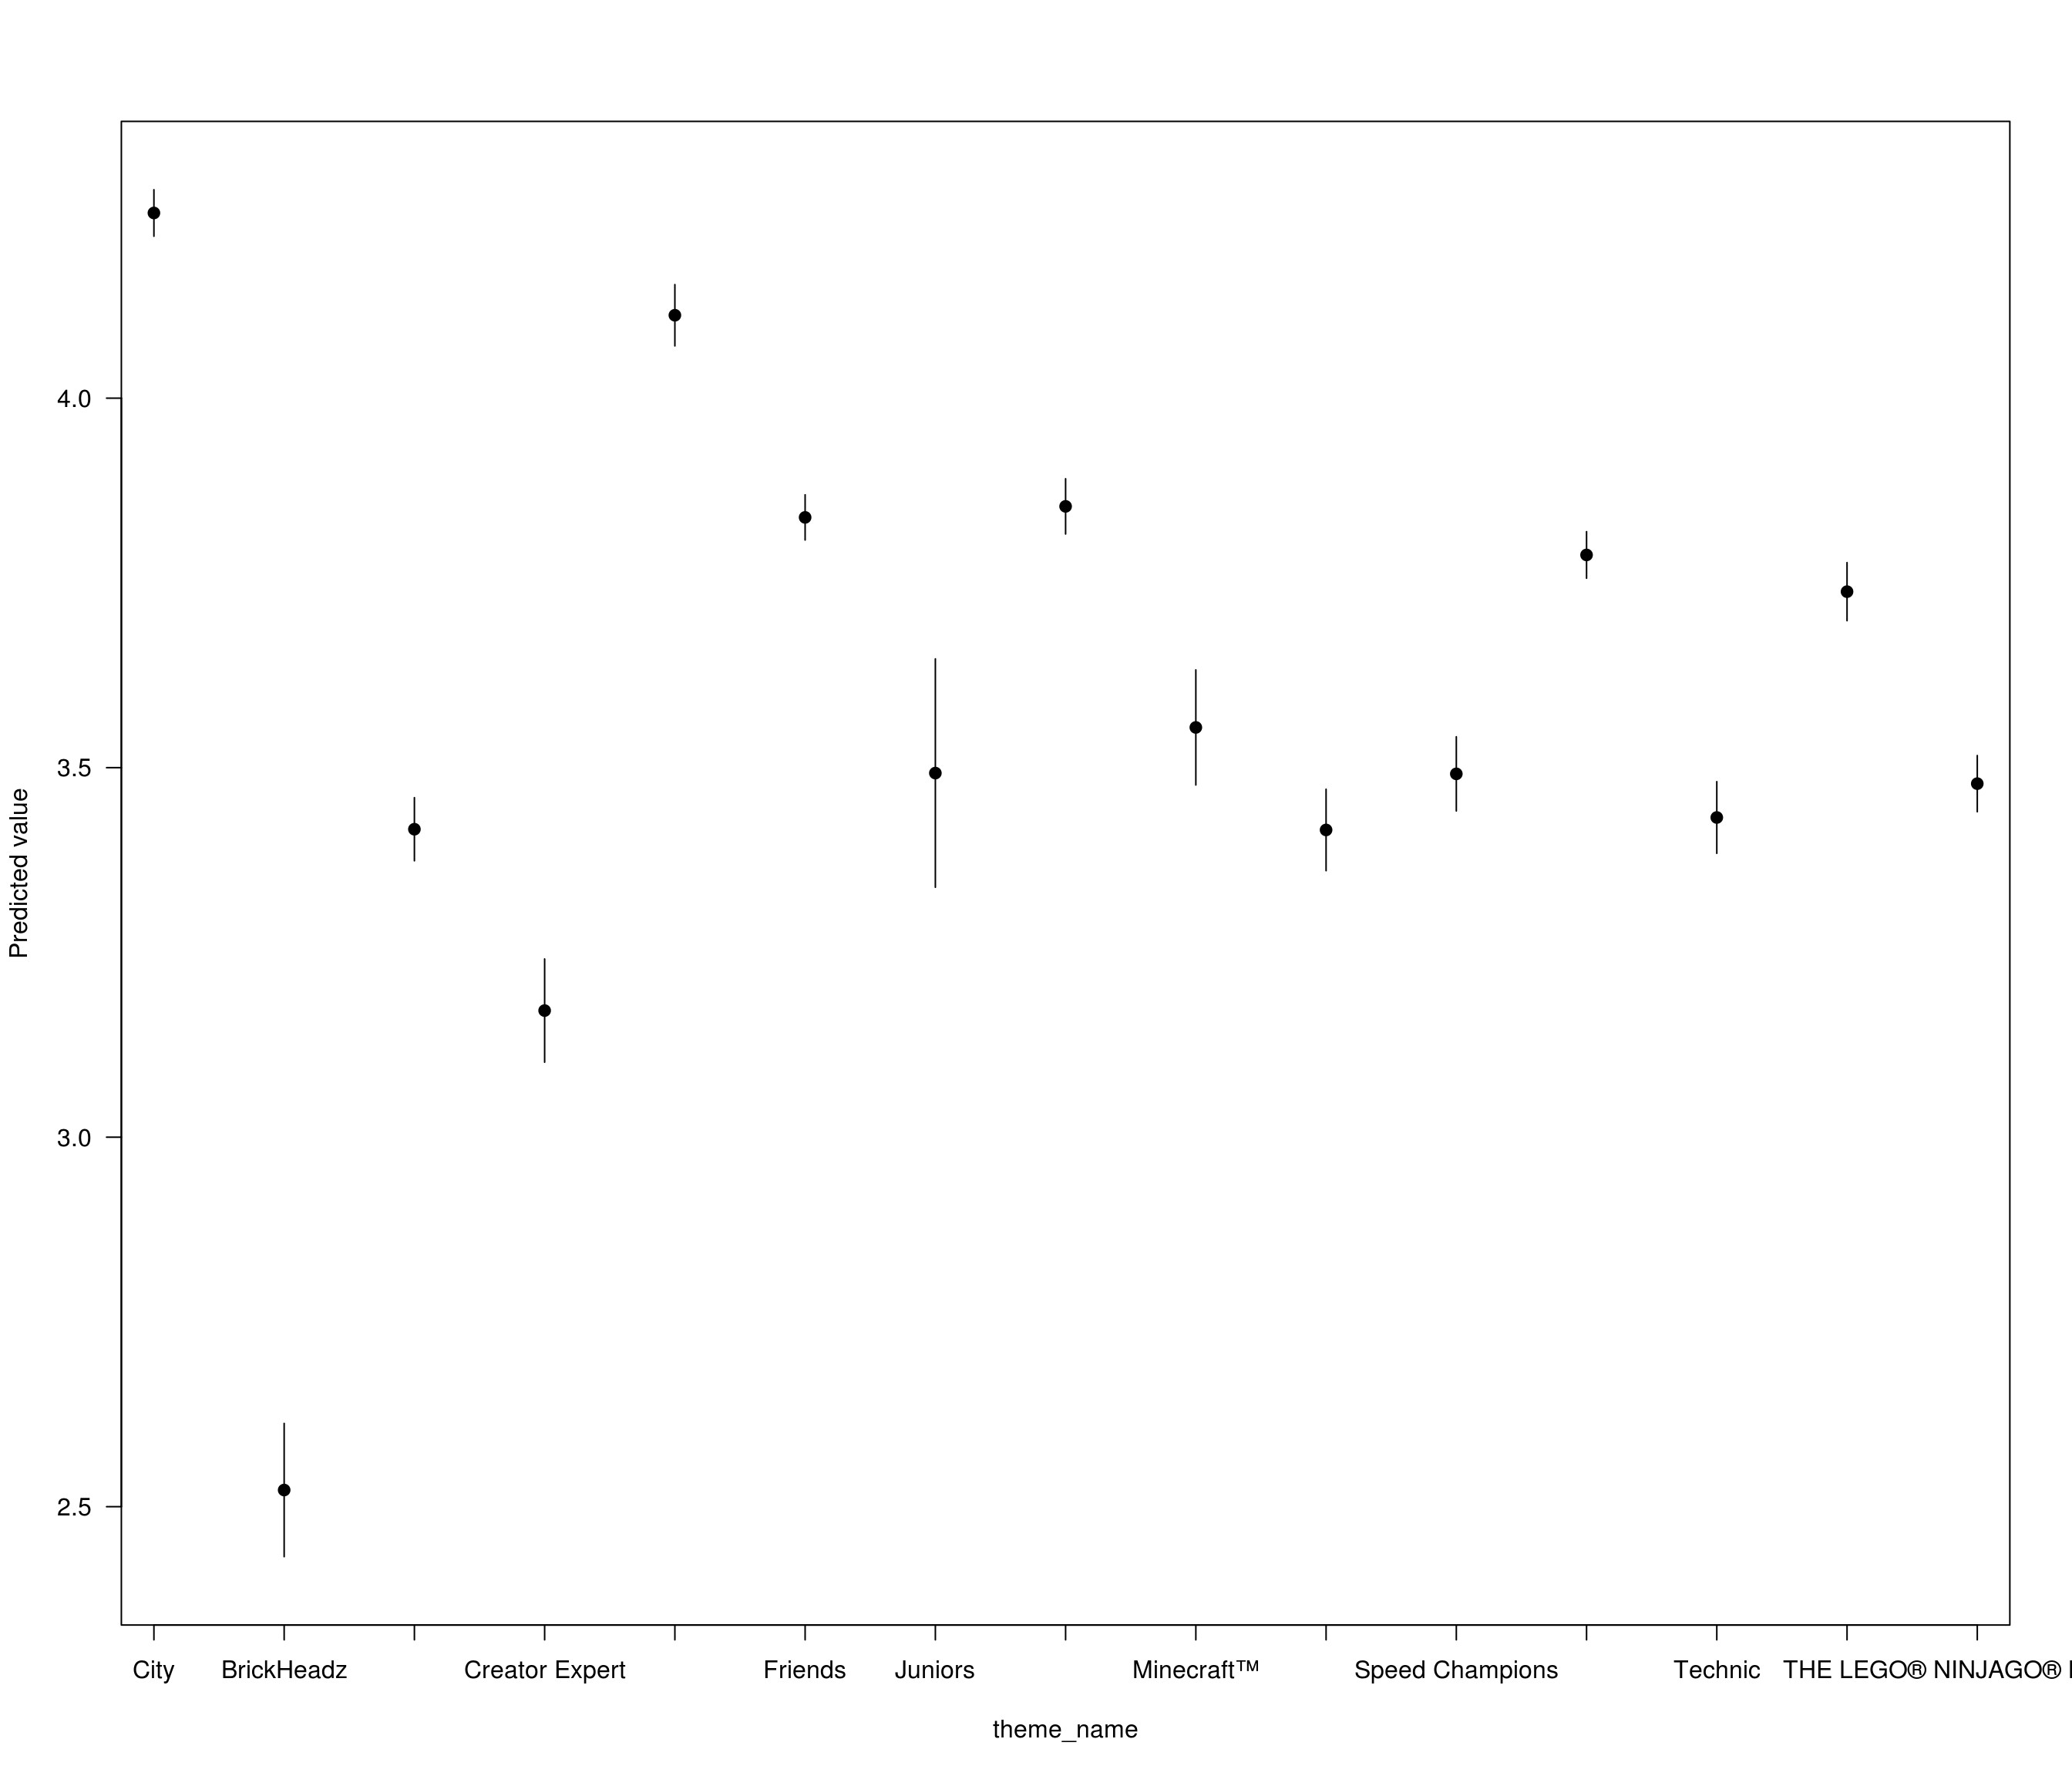 4.0
3.5
3.0
2.5
Predicted value
City BrickHeadz Creator Expert Friends Juniors Minecraft™ Speed Champions Technic THE LEGO® NINJAGO®
theme_name